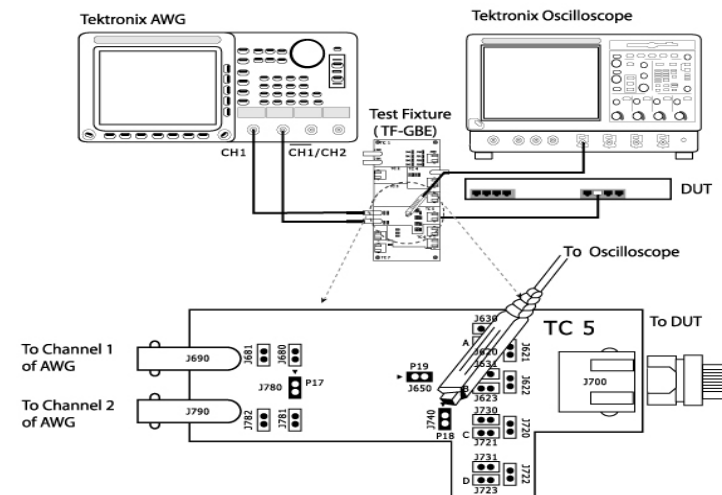 Tektronix AWG
Tektronix Oscilloscope
Test Fixture
(TF-GBE)
CH1
CH1/CH2
DUT
To Oscilloscope
TC 5
To DUT
To Channel 1
of AWG
To Channel 2
of AWG
J690
J681
J680
J780
P17
J790
J782
J781
P19
J650
J630
A
J620
J621
J631
B
J622
J623
J740
P18
J730
C
J721
J720
J731
D
J723
J722
J700